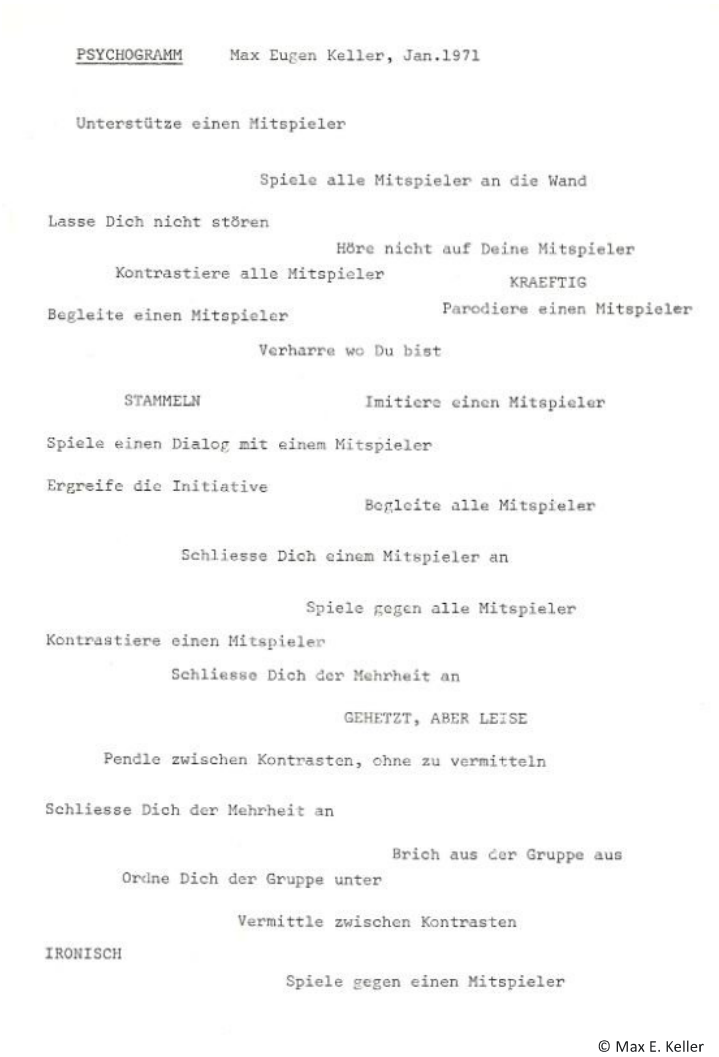 PSYCHOGRAMM Max Eugen Keller, Jan.1971
Unterstütze einen Mitspieler
Spiele alle Mitspieler an die Wand
Lasse Dich nicht stören
Höre nicht auf Deine Mitspieler
Kontrastiere alle Mitspieler
KRAEFTIG
Begleite einen Mitspieler
Parodiere einen Mitspieler
Verharre wo Du bist
STAMMELN
Imitiere einen Mitspieler
Spiele einen Dialog mit einem Mitspieler
Ergreife die Initiative
Begleite alle Mitspieler
Schliesse Dich einem Mitspieler an
Spiele gegen alle Mitspieler
Kontrastiere einen Mitspieler
Schliesse Dich der Mehrheit an
GEHETZT, ABER LEISE
Pendle zwischen Kontrasten, ohne zu vermitteln
Schliesse Dich der Mehrheit an
Brich aus der Gruppe aus
Ordne Dich der Gruppe unter
Vermittle zwischen Kontrasten
IRONISCH
Spiele gegen einen Mitspieler
© Max E. Keller